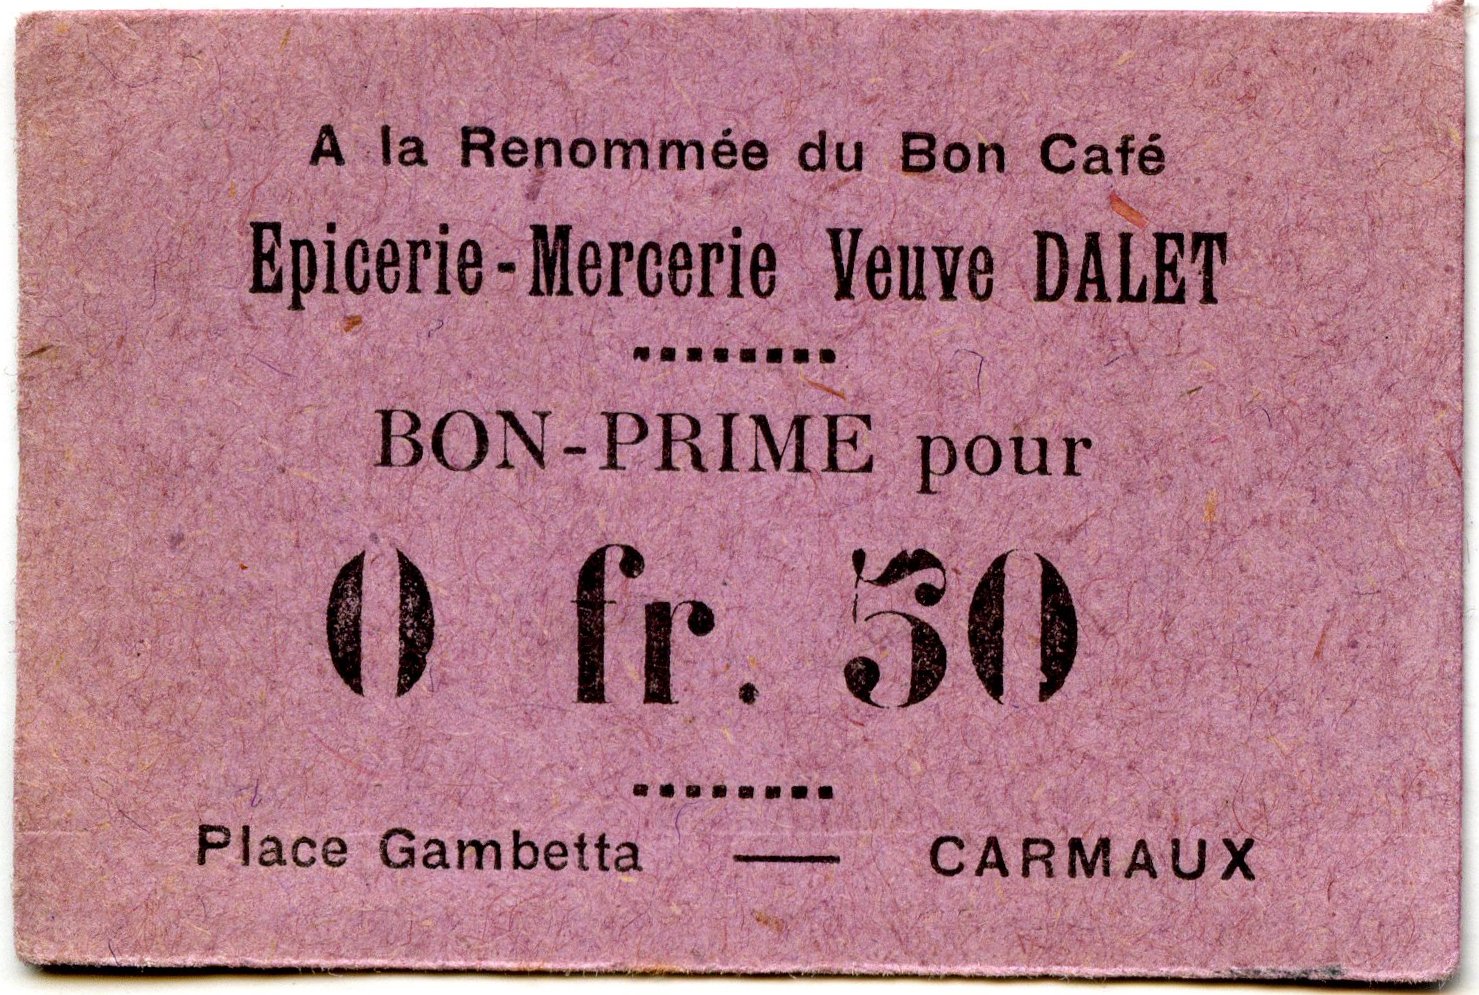 A la Renommée du Bon Café
Epicerie-Mercerie Veuve DALET
BON-PRIME pour
0 fr. 50
Place Gambetta — CARMAUX